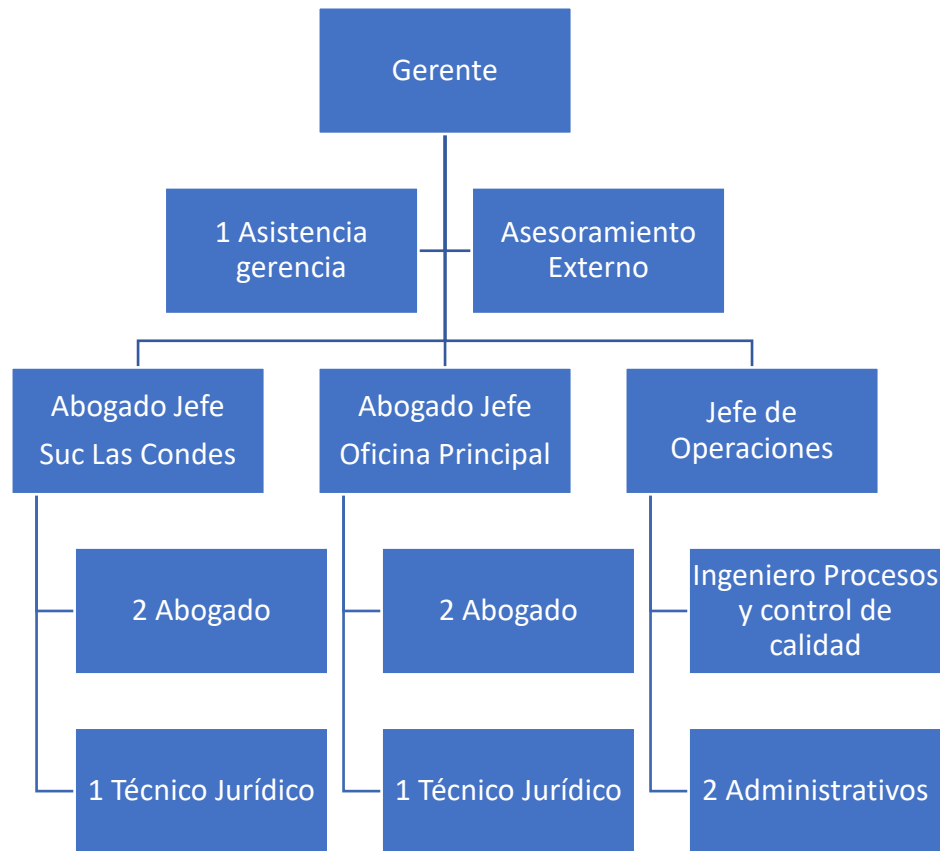 Gerente
1 Asistencia
gerencia
Asesoramiento
Externo
Abogado Jefe
Suc Las Condes
Abogado Jefe
Oficina Principal
Jefe de
Operaciones
2 Abogado
2 Abogado
Ingeniero Procesos
y control de
calidad
1 Técnico Jurídico
1 Técnico Jurídico
2 Administrativos